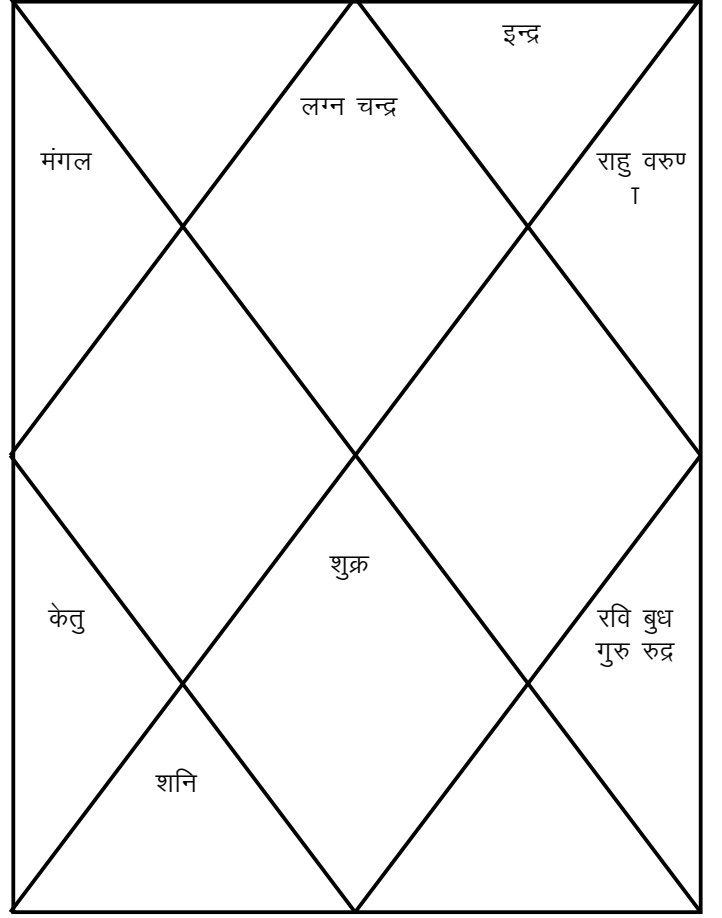 इन्द्र
लग्न चन्द्र
मंगल
राहु वरुण्
ा
शुक्र
केतु
रवि बुध
गुरु रुद्र
शनि